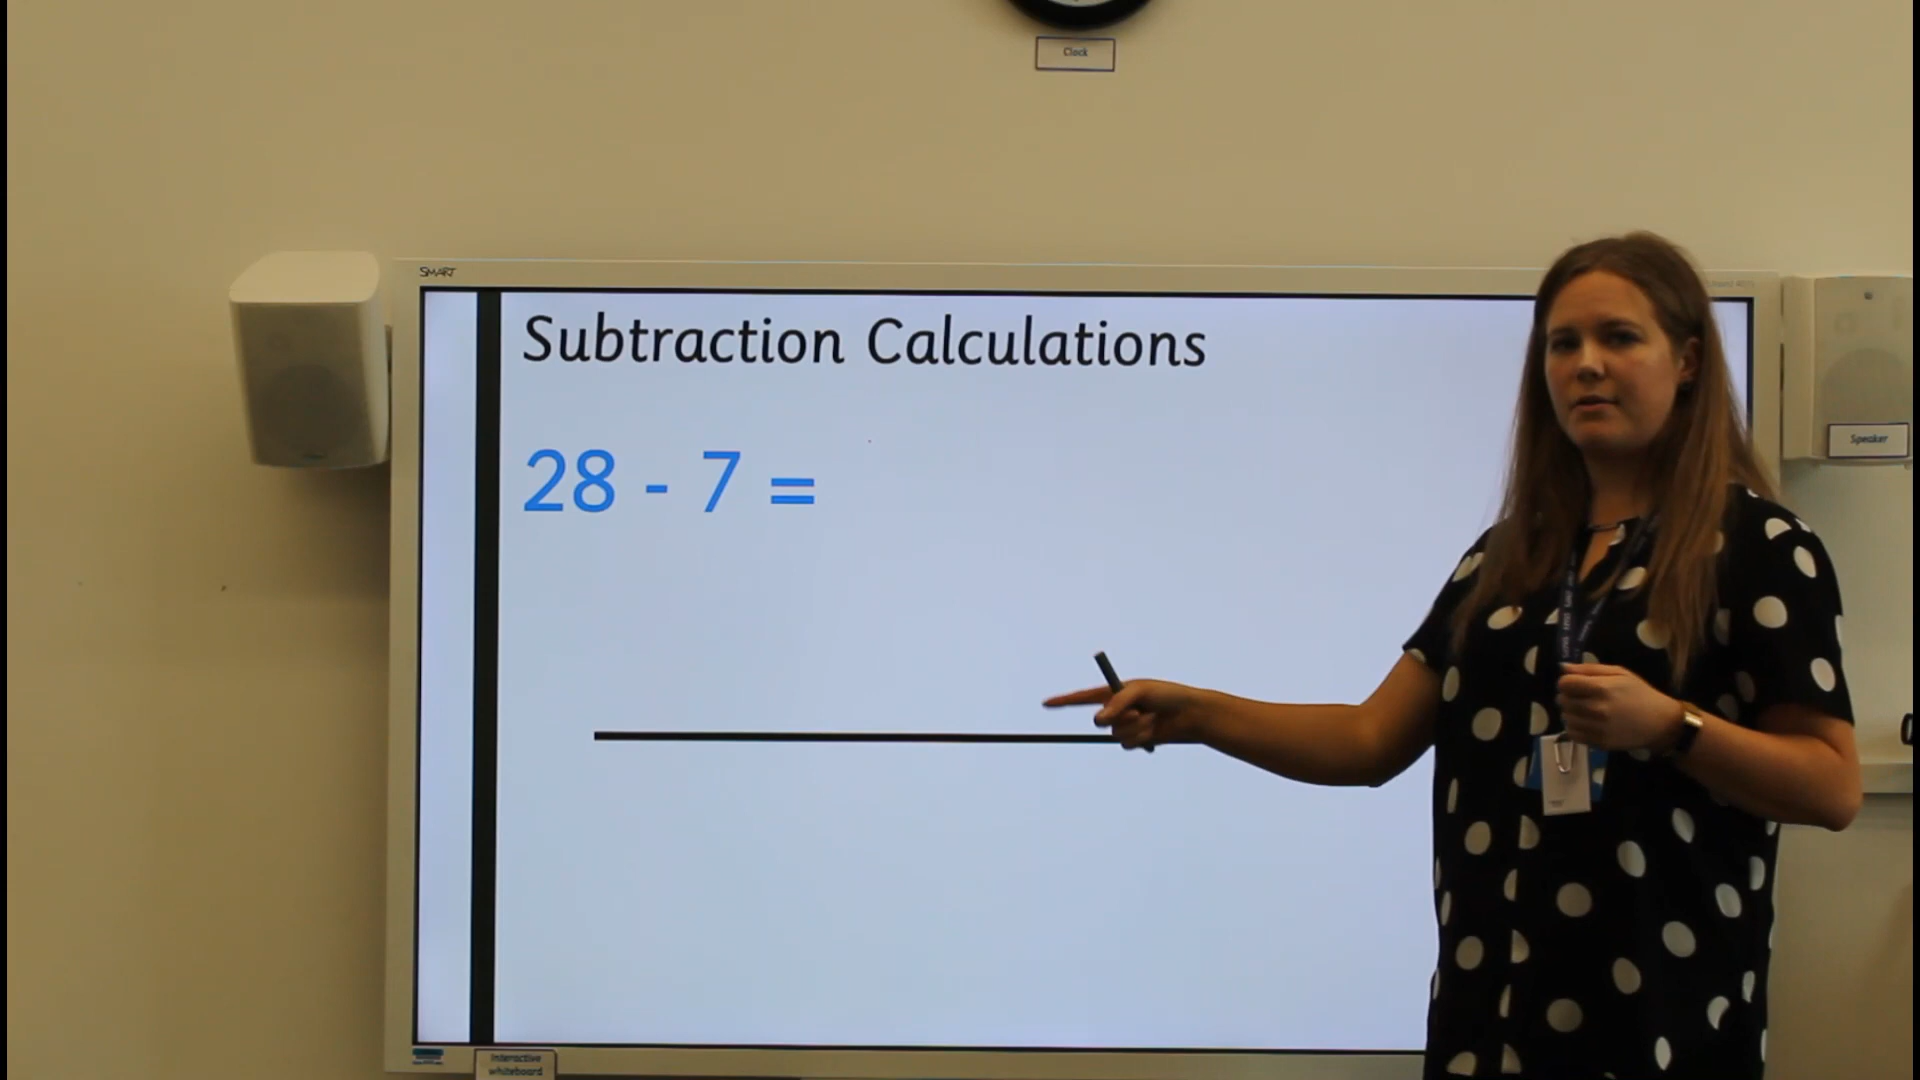 Clock
SMART
Subtraction Calculations
28 - 7 =
Speaker
Interactive
whiteboard